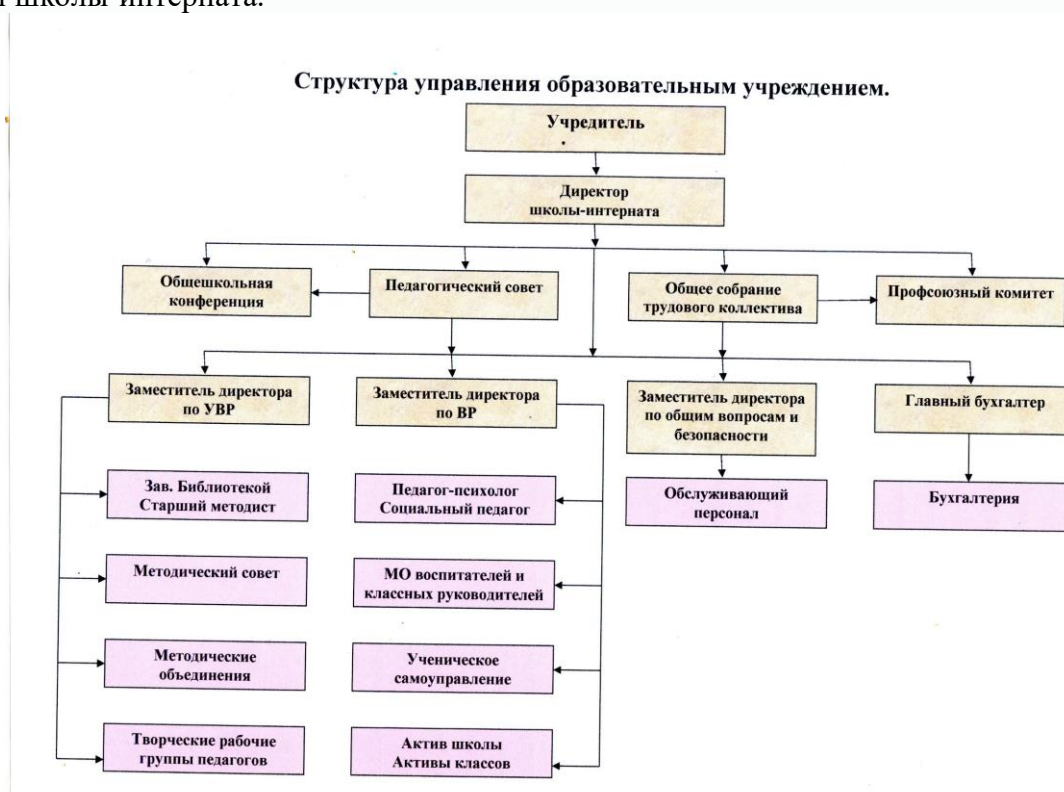 школы-интерната.
Структура управления образовательным учреждением.
Учредитель
Директор
школы-интерната
Общешкольная
конференция
Педагогический совет
Общее собрание
трудового коллектива
Профсоюзный комитет
Заместитель директора
по УВР
Заместитель директора
по ВР
Заместитель директора
по общим вопросам и
безопасности
Главный бухгалтер
Зав. Библиотекой
Старший методист
Педагог-психолог
Социальный педагог
Обслуживающий
персонал
Бухгалтерия
Методический совет
МО воспитателей и
классных руководителей
Методические
объединения
Ученическое
самоуправление
Творческие рабочие
группы педагогов
Актив школы
Активы классов